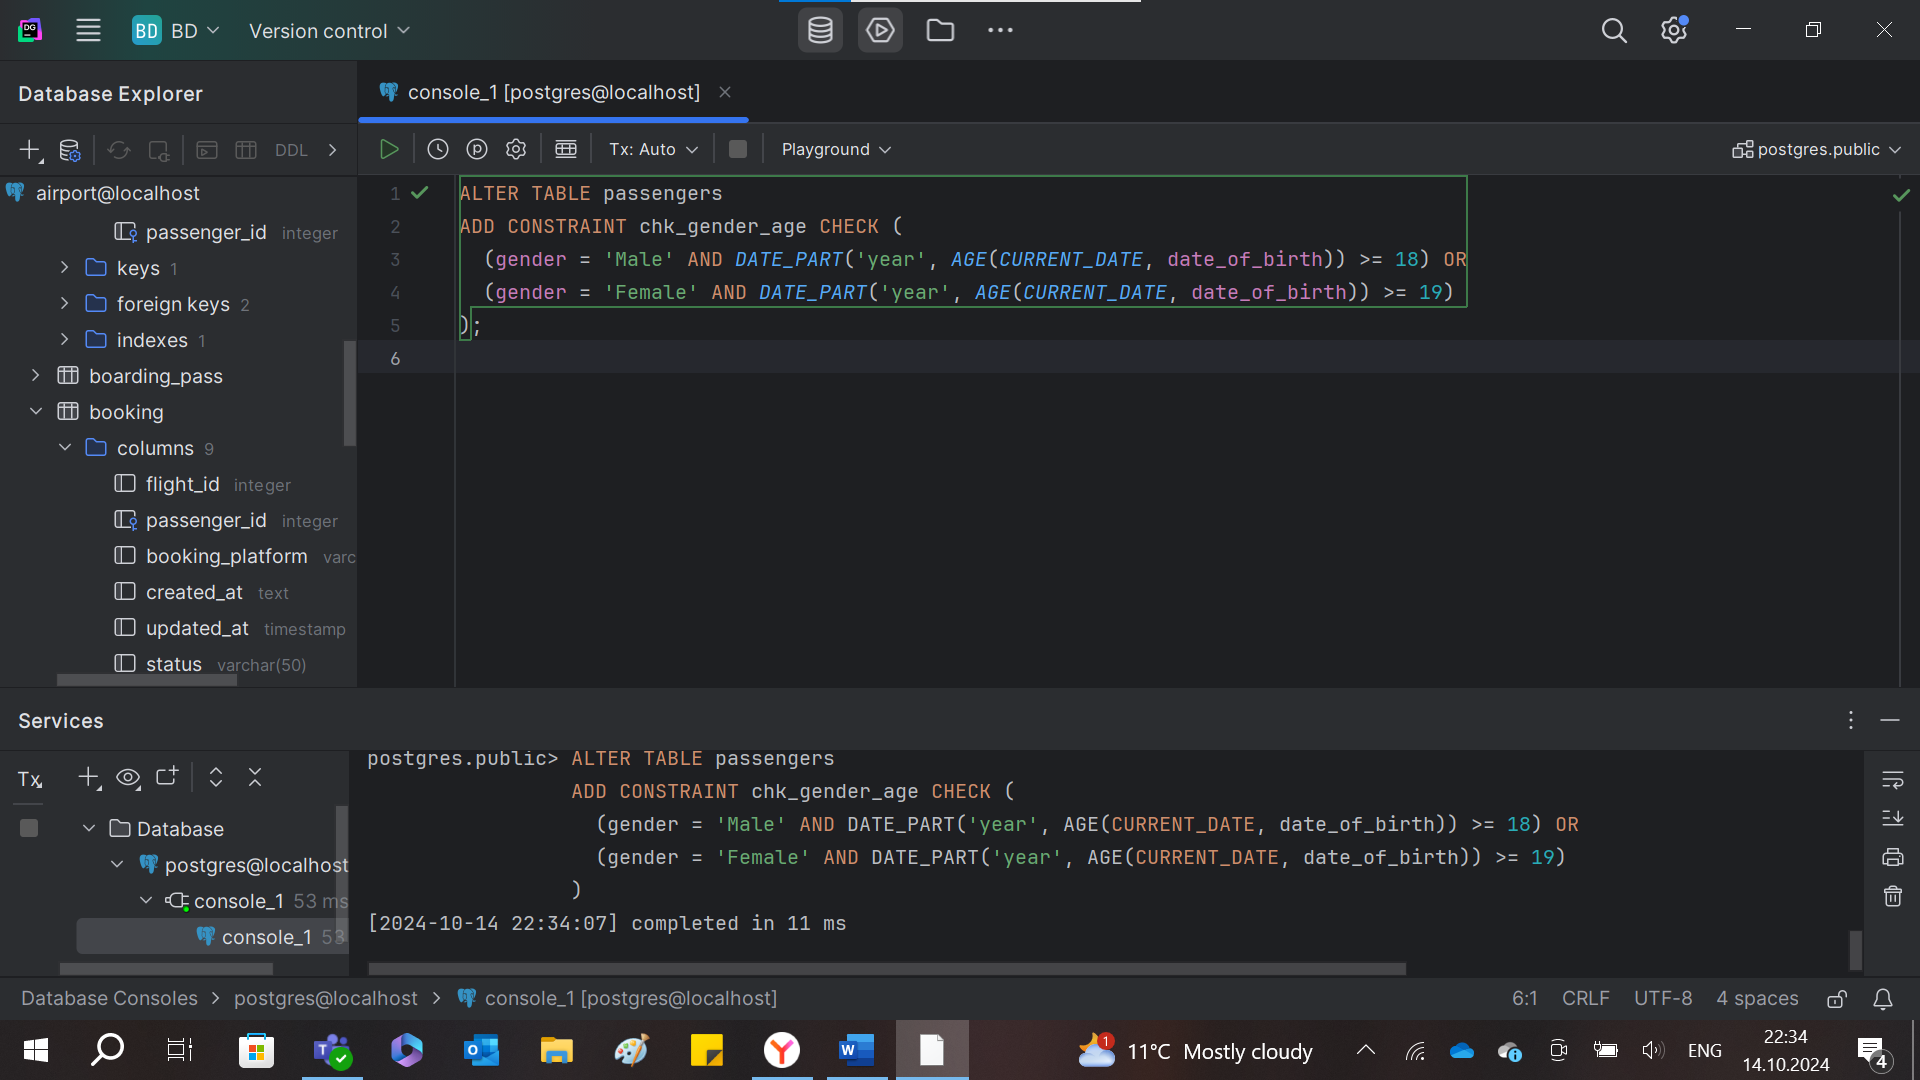 BD BD Version control
Database Explorer
console_1 [postgres@localhost]
DDL
Tx: Auto Playground postgres.public
airport@localhost
passenger_id integer
keys 1
foreign keys 2
indexes 1
boarding_pass
booking
columns 9
flight_id integer
passenger_id integer
booking_platform varc
created_at text
updated_at timestamp
status varchar(50)
1 ALTER TABLE passengers
2 ADD CONSTRAINT chk_gender_age CHECK (
3 (gender = 'Male' AND DATE_PART('year', AGE(CURRENT_DATE, date_of_birth)) >= 18) OR
4 (gender = 'Female' AND DATE_PART('year', AGE(CURRENT_DATE, date_of_birth)) >= 19)
5 );
6
Services
Tx
Database
postgres@localhost
console_1 53 ms
console_1 53
postgres.public> ALTER TABLE passengers
ADD CONSTRAINT chk_gender_age CHECK (
(gender = 'Male' AND DATE_PART('year', AGE(CURRENT_DATE, date_of_birth)) >= 18) OR
(gender = 'Female' AND DATE_PART('year', AGE(CURRENT_DATE, date_of_birth)) >= 19)
)
[2024-10-14 22:34:07] completed in 11 ms
Database Consoles > postgres@localhost > console_1 [postgres@localhost]
6:1 CRLF UTF-8 4 spaces
1 11°C Mostly cloudy
ENG
22:34
14.10.2024
4